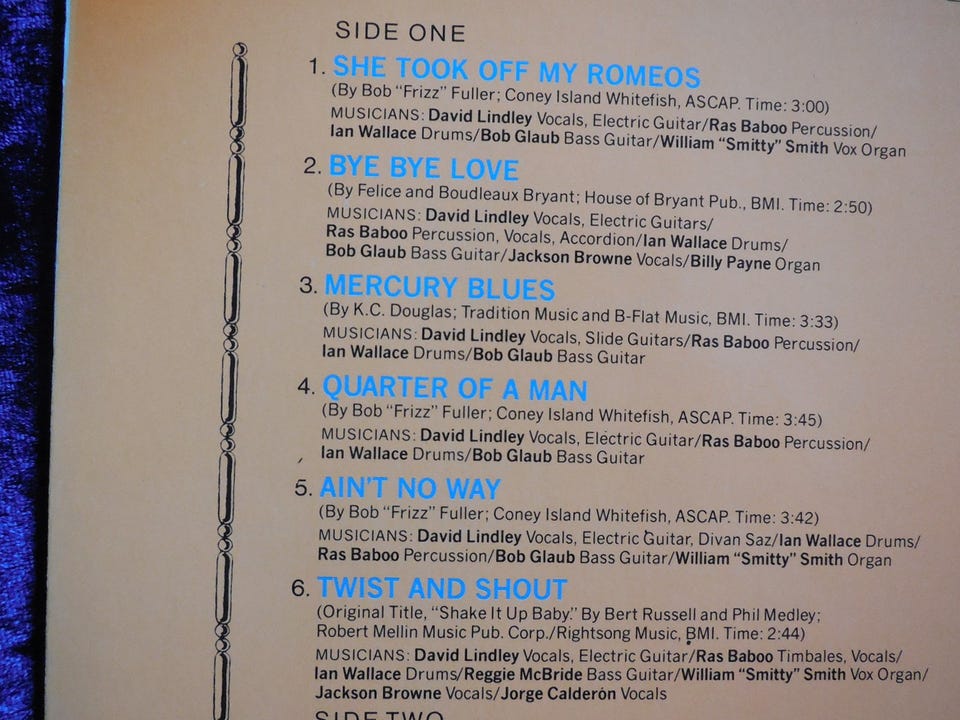 SIDE ONE
1. SHE TOOK OFF MY ROMEOS
(By Bob "Frizz" Fuller; Coney Island Whitefish, ASCAP. Time: 3:00)
MUSICIANS: David Lindley Vocals, Electric Guitar/Ras Baboo Percussion/
Ian Wallace Drums/Bob Glaub Bass Guitar/William "Smitty" Smith Vox Organ
2. BYE BYE LOVE
(By Felice and Boudleaux Bryant; House of Bryant Pub., BMI. Time: 2:50)
MUSICIANS: David Lindley Vocals, Electric Guitars/
Ras Baboo Percussion, Vocals, Accordion/Ian Wallace Drums/
Bob Glaub Bass Guitar/Jackson Browne Vocals/Billy Payne Organ
3. MERCURY BLUES
(By K.C. Douglas; Tradition Music and B-Flat Music, BMI. Time: 3:33)
MUSICIANS: David Lindley Vocals, Slide Guitars/Ras Baboo Percussion/
Ian Wallace Drums/Bob Glaub Bass Guitar
4. QUARTER OF A MAN
(By Bob "Frizz" Fuller; Coney Island Whitefish, ASCAP. Time: 3:45)
MUSICIANS: David Lindley Vocals, Electric Guitar/Ras Baboo Percussion/
Ian Wallace Drums/Bob Glaub Bass Guitar
5. AIN'T NO WAY
(By Bob "Frizz" Fuller; Coney Island Whitefish, ASCAP. Time: 3:42)
MUSICIANS: David Lindley Vocals, Electric Guitar, Divan Saz/Ian Wallace Drums/
Ras Baboo Percussion/Bob Glaub Bass Guitar/William "Smitty" Smith Organ
6. TWIST AND SHOUT
(Original Title, "Shake It Up Baby." By Bert Russell and Phil Medley;
Robert Mellin Music Pub. Corp./Rightsong Music, BMI. Time: 2:44)
MUSICIANS: David Lindley Vocals, Electric Guitar/Ras Baboo Timbales, Vocals/
Ian Wallace Drums/Reggie McBride Bass Guitar/William "Smitty" Smith Vox Organ/
Jackson Browne Vocals/Jorge Calderón Vocals
SIDE TWO